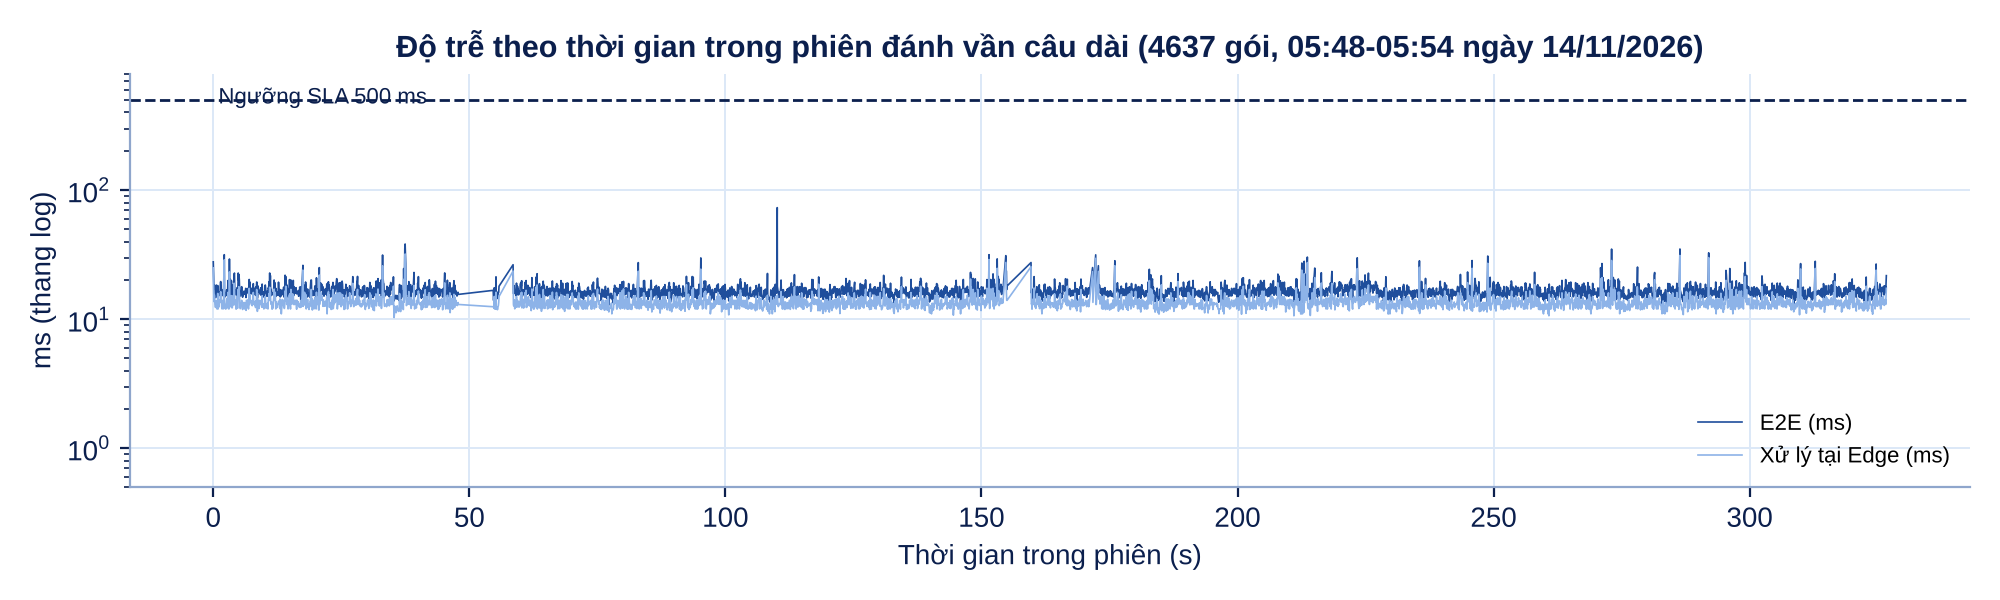 Độ trễ theo thời gian trong phiên đánh vần câu dài (4637 gói, 05:48-05:54 ngày 14/11/2026)
Ngưỡng SLA 500 ms
10²
10¹
10⁰
ms (thang log)
E2E (ms)
Xử lý tại Edge (ms)
0 50 100 150 200 250 300
Thời gian trong phiên (s)